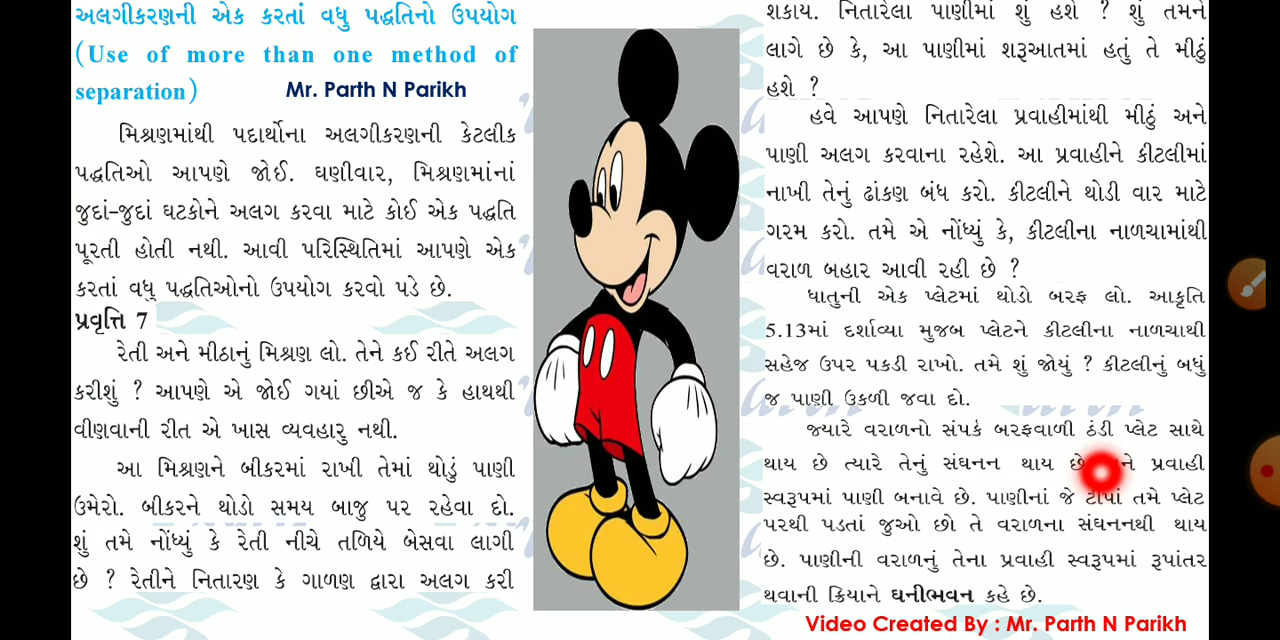 અલગીકરણની એક કરતાં વધુ પદ્ધતિનો ઉપયોગ
(Use of more than one method of
separation)
Mr. Parth N Parikh
મિશ્રણમાંથી પદાર્થોના અલગીકરણની કેટલીક
પદ્ધતિઓ આપણે જોઈ. ઘણીવાર, મિશ્રણમાંનાં
જુદાં-જુદાં ઘટકોને અલગ કરવા માટે કોઈ એક પદ્ધતિ
પૂરતી હોતી નથી. આવી પરિસ્થિતિમાં આપણે એક
કરતાં વધુ પદ્ધતિઓનો ઉપયોગ કરવો પડે છે.
પ્રવૃત્તિ 7
રેતી અને મીઠાનું મિશ્રણ લો. તેને કઈ રીતે અલગ
કરીશું ? આપણે એ જોઈ ગયાં છીએ જ કે હાથથી
વીણવાની રીત એ ખાસ વ્યવહારુ નથી.
આ મિશ્રણને બીકરમાં રાખી તેમાં થોડું પાણી
ઉમેરો. બીકરને થોડો સમય બાજુ પર રહેવા દો.
શું તમે નોંધ્યું કે રેતી નીચે તળિયે બેસવા લાગી
છે ? રેતીને નિતારણ કે ગાળણ દ્વારા અલગ કરી
શકાય. નિતારેલા પાણીમાં શું હશે ? શું તમને
લાગે છે કે, આ પાણીમાં શરૂઆતમાં હતું તે મીઠું
હશે ?
હવે આપણે નિતારેલા પ્રવાહીમાંથી મીઠું અને
પાણી અલગ કરવાના રહેશે. આ પ્રવાહીને કીટલીમાં
નાખી તેનું ઢાંકણ બંધ કરો. કીટલીને થોડી વાર માટે
ગરમ કરો. તમે એ નોંધ્યું કે, કીટલીના નાળચામાંથી
વરાળ બહાર આવી રહી છે ?
ધાતુની એક પ્લેટમાં થોડો બરફ લો. આકૃતિ
5.13માં દર્શાવ્યા મુજબ પ્લેટને કીટલીના નાળચાથી
સહેજ ઉપર પકડી રાખો. તમે શું જોયું ? કીટલીનું બધું
જ પાણી ઉકળી જવા દો.
જ્યારે વરાળનો સંપર્ક બરફવાળી ઠંડી પ્લેટ સાથે
થાય છે ત્યારે તેનું સંઘનન થાય છે પ્રવાહી
સ્વરૂપમાં પાણી બનાવે છે. પાણીનાં જે ટીપાં તમે પ્લેટ
પરથી પડતાં જુઓ છો તે વરાળના સંઘનનથી થાય
છે. પાણીની વરાળનું તેના પ્રવાહી સ્વરૂપમાં રૂપાંતર
થવાની ક્રિયાને ઘનીભવન કહે છે.
Video Created By : Mr. Parth N Parikh